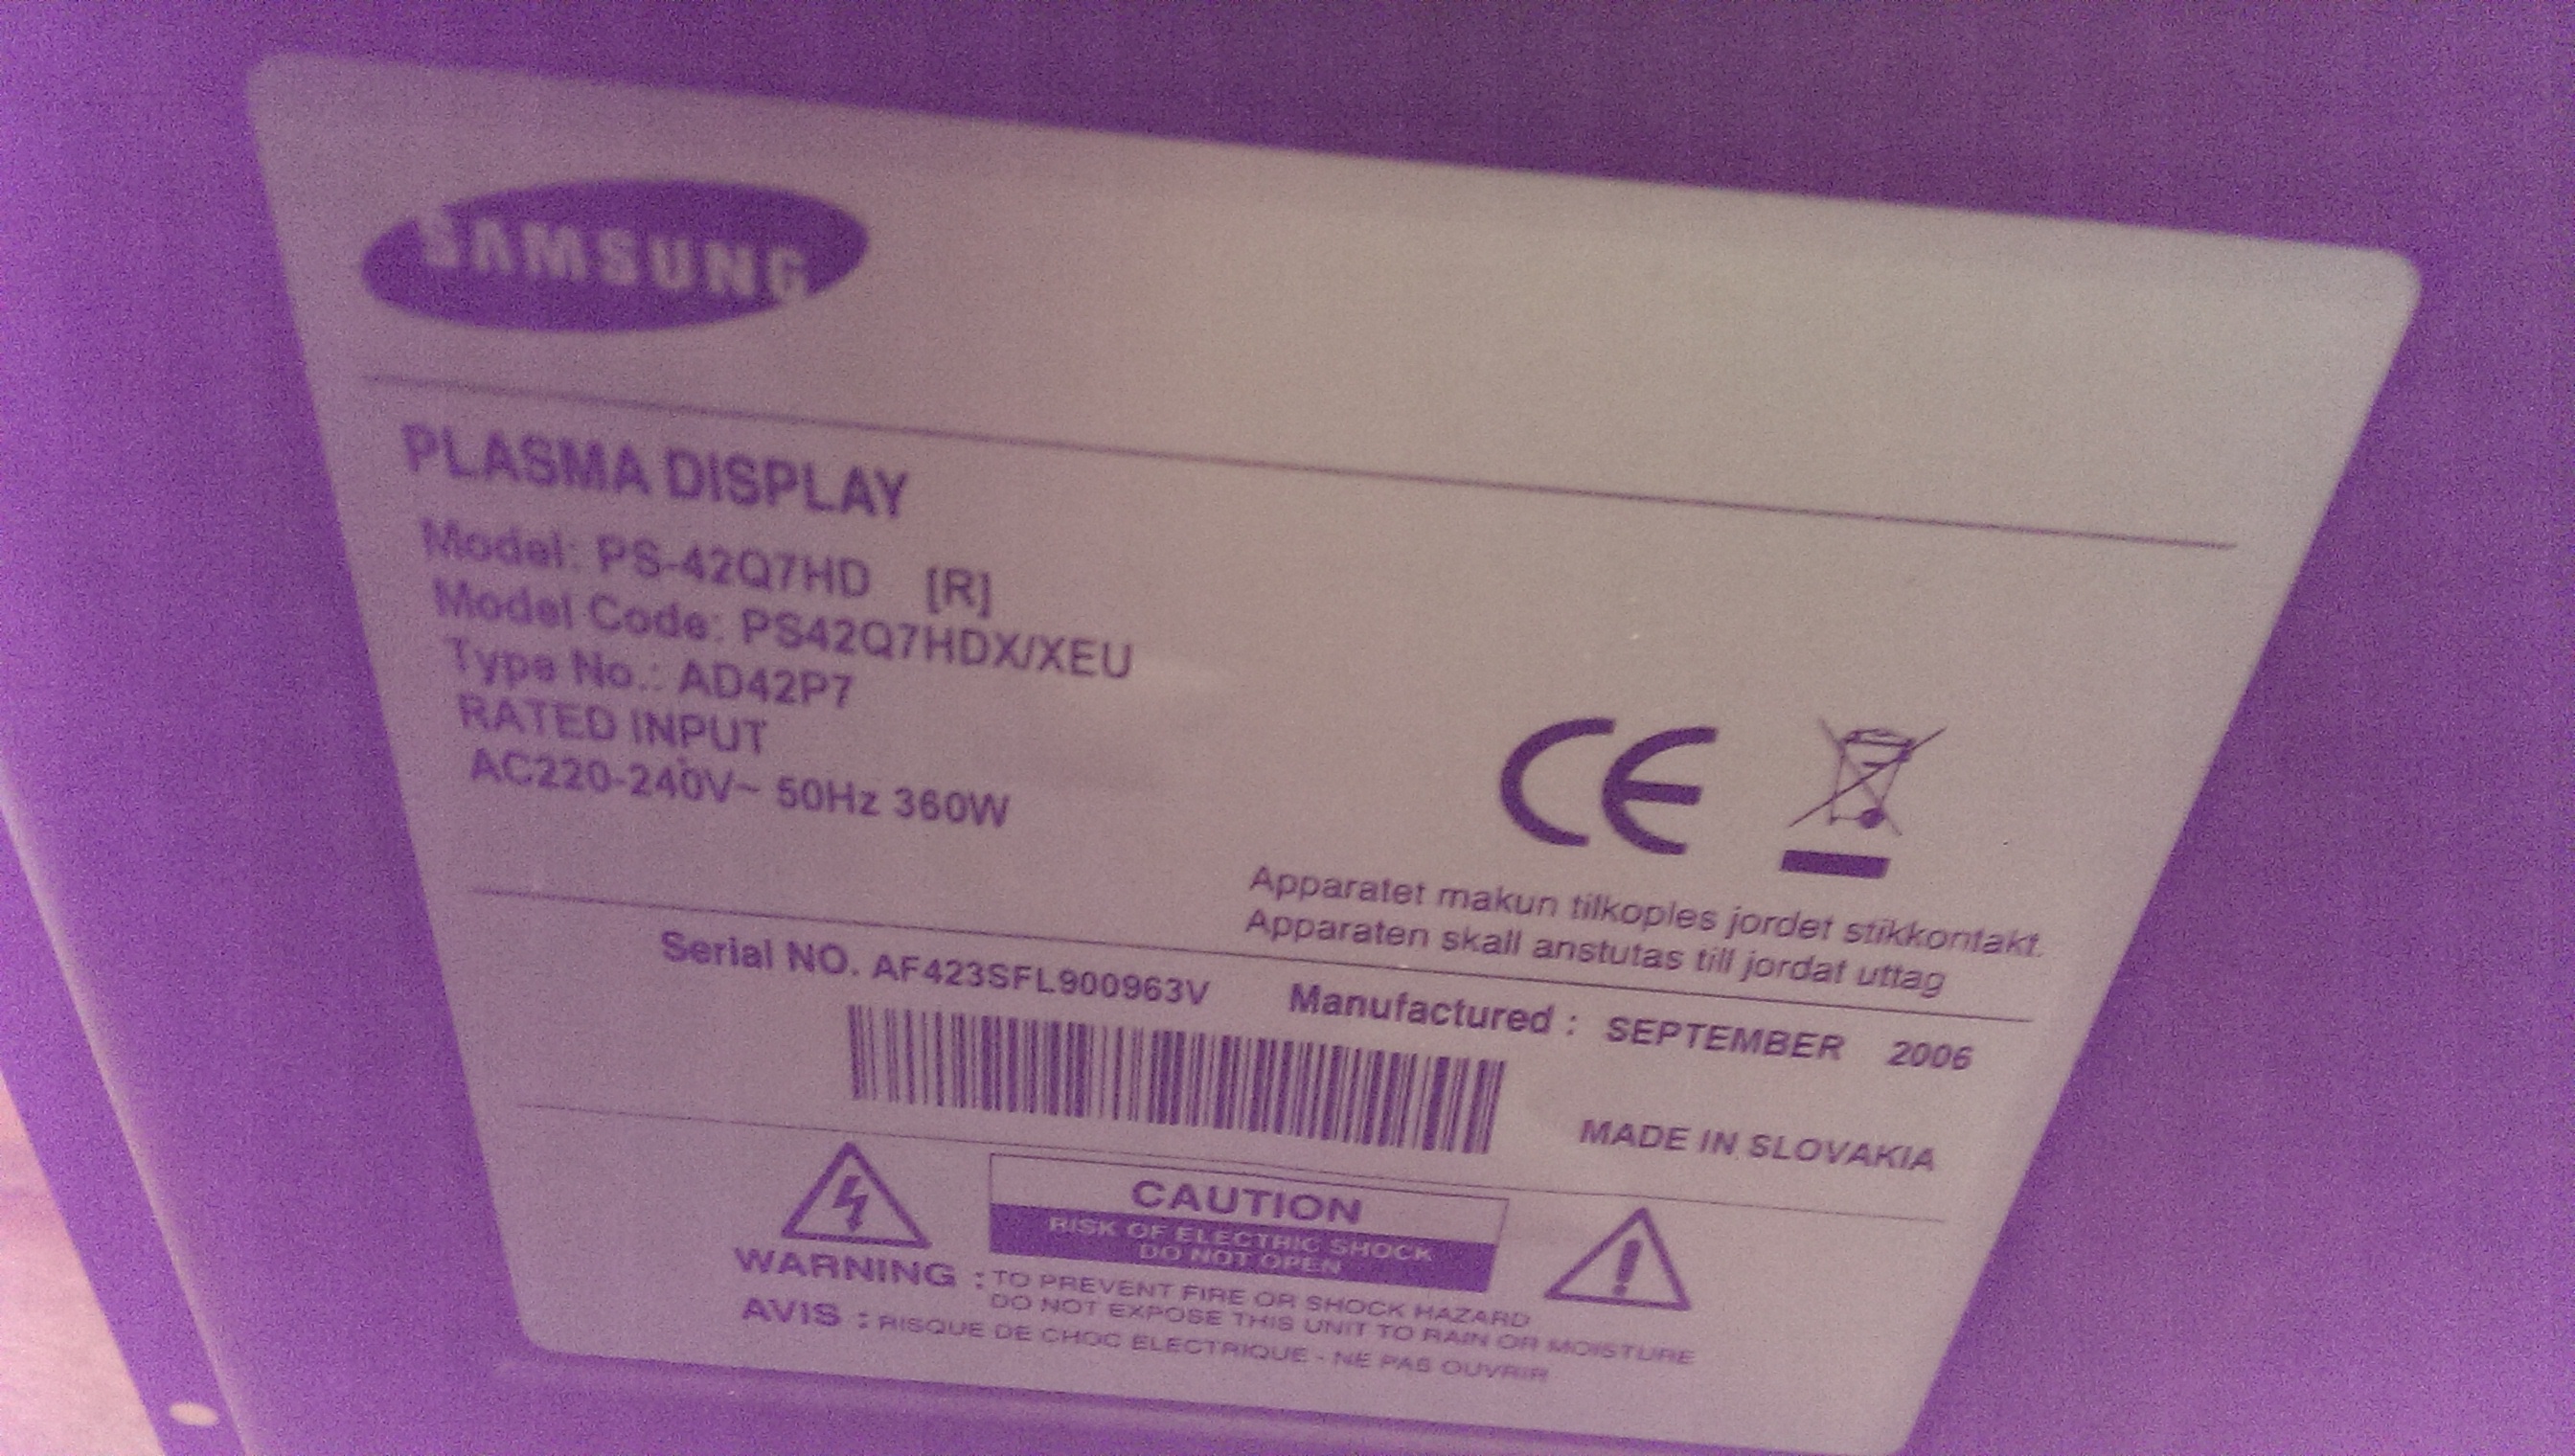 SAMSUNG
PLASMA DISPLAY
Model: PS-42Q7HD [R]
Model Code: PS42Q7HDX/XEU
Type No.: AD42P7
RATED INPUT
AC220-240V~ 50Hz 360W
CE
Apparatet makun tilkoples jordet stikkontakt.
Apparaten skall anstutas till jordat uttag
Serial NO. AF423SFL900963V Manufactured : SEPTEMBER 2006
MADE IN SLOVAKIA
CAUTION
RISK OF ELECTRIC SHOCK
DO NOT OPEN
WARNING : TO PREVENT FIRE OR SHOCK HAZARD
DO NOT EXPOSE THIS UNIT TO RAIN OR MOISTURE
AVIS : RISQUE DE CHOC ELECTRIQUE - NE PAS OUVRIR